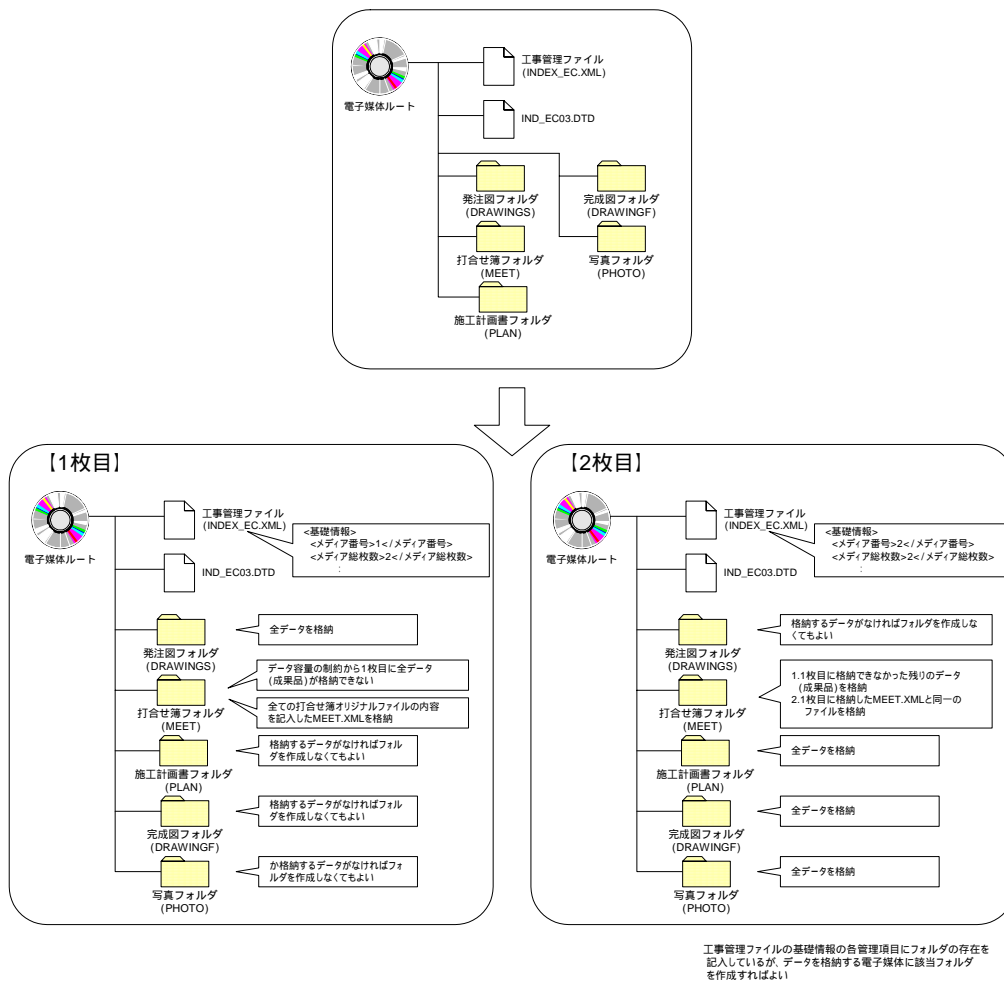 工事管理ファイル
(INDEX_EC.XML)
電子媒体ルート
IND_EC03.DTD
発注図フォルダ
(DRAWINGS)
完成図フォルダ
(DRAWINGF)
打合せ簿フォルダ
(MEET)
写真フォルダ
(PHOTO)
施工計画書フォルダ
(PLAN)
【1枚目】
工事管理ファイル
(INDEX_EC.XML)
電子媒体ルート
<基礎情報>
<メディア番号>1</メディア番号>
<メディア総枚数>2</メディア総枚数>
:
IND_EC03.DTD
発注図フォルダ
(DRAWINGS)
全データを格納
打合せ簿フォルダ
(MEET)
データ容量の制約から1枚目に全データ
(成果品)が格納できない
全ての打合せ簿オリジナルファイルの内容
を記入したMEET.XMLを格納
施工計画書フォルダ
(PLAN)
格納するデータがなければフォル
ダを作成しなくてもよい
完成図フォルダ
(DRAWINGF)
格納するデータがなければフォル
ダを作成しなくてもよい
写真フォルダ
(PHOTO)
か格納するデータがなければフォ
ルダを作成しなくてもよい
【2枚目】
工事管理ファイル
(INDEX_EC.XML)
電子媒体ルート
<基礎情報>
<メディア番号>2</メディア番号>
<メディア総枚数>2</メディア総枚数>
:
IND_EC03.DTD
発注図フォルダ
(DRAWINGS)
格納するデータがなければフォルダを作成しな
くてもよい
打合せ簿フォルダ
(MEET)
1.1枚目に格納できなかった残りのデータ
(成果品)を格納
2.1枚目に格納したMEET.XMLと同一の
ファイルを格納
施工計画書フォルダ
(PLAN)
全データを格納
完成図フォルダ
(DRAWINGF)
全データを格納
写真フォルダ
(PHOTO)
全データを格納
工事管理ファイルの基礎情報の各管理項目にフォルダの存在を
記入しているが、データを格納する電子媒体に該当フォルダ
を作成すればよい